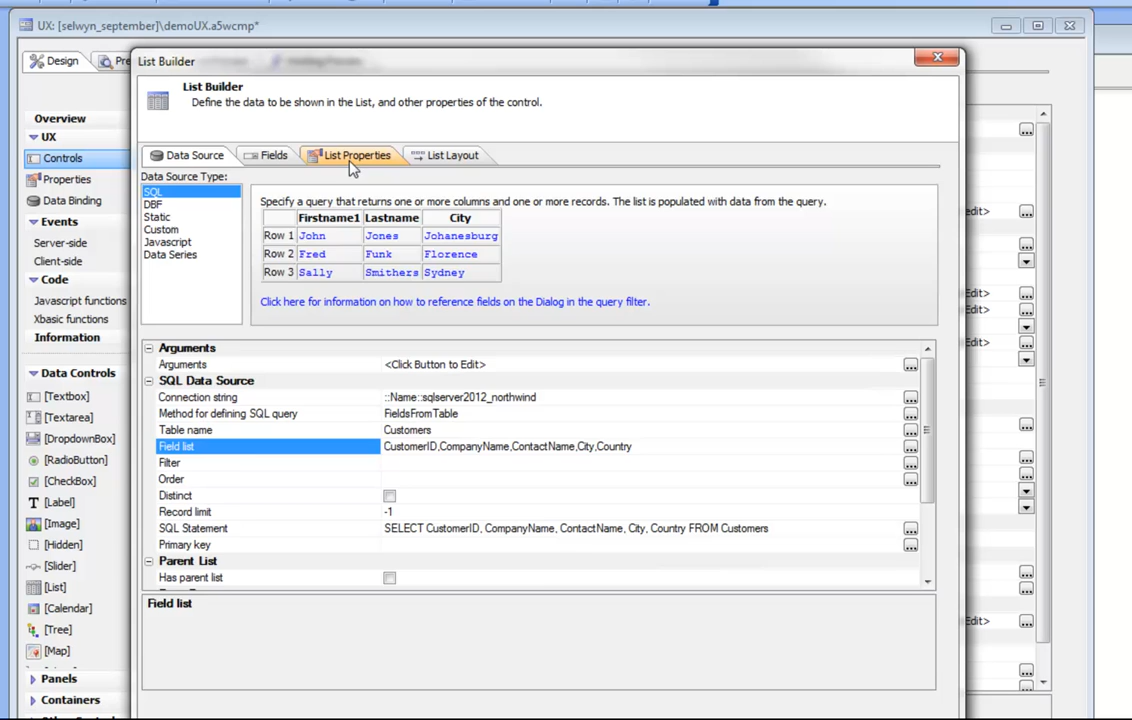 UX: [selwyn_september]\demoUX.a5wcmp*
Design
Pre
List Builder
List Builder
Define the data to be shown in the List, and other properties of the control.
Overview
UX
Controls
Properties
Data Binding
Events
Server-side
Client-side
Code
Javascript functions
Xbasic functions
Information
Data Controls
[Textbox]
[Textarea]
[DropdownBox]
[RadioButton]
[CheckBox]
[Label]
[Image]
[Hidden]
[Slider]
[List]
[Calendar]
[Tree]
[Map]
Panels
Containers
Data Source
Fields
List Properties
List Layout
Data Source Type:
SQL
DBF
Static
Custom
Javascript
Data Series
Specify a query that returns one or more columns and one or more records. The list is populated with data from the query.
Firstname1 Lastname City
Row 1 John Jones Johanesburg
Row 2 Fred Funk Florence
Row 3 Sally Smithers Sydney
Click here for information on how to reference fields on the Dialog in the query filter.
Arguments
Arguments <Click Button to Edit>
SQL Data Source
Connection string ::Name::sqlserver2012_northwind
Method for defining SQL query FieldsFromTable
Table name Customers
Field list CustomerID,CompanyName,ContactName,City,Country
Filter
Order
Distinct
Record limit -1
SQL Statement SELECT CustomerID, CompanyName, ContactName, City, Country FROM Customers
Primary key
Parent List
Has parent list
Field list
edit>
Edit>
Edit>
Edit>
Edit>